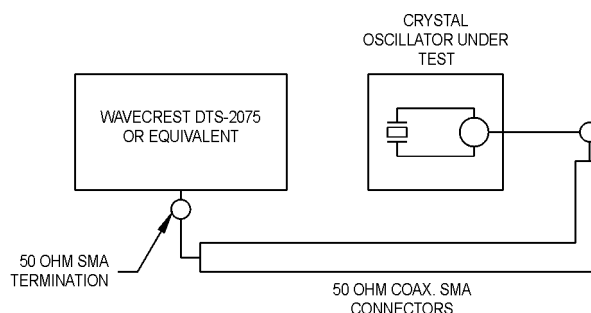 CRYSTAL
OSCILLATOR UNDER
TEST
WAVECREST DTS-2075
OR EQUIVALENT
50 OHM SMA
TERMINATION
50 OHM COAX. SMA
CONNECTORS